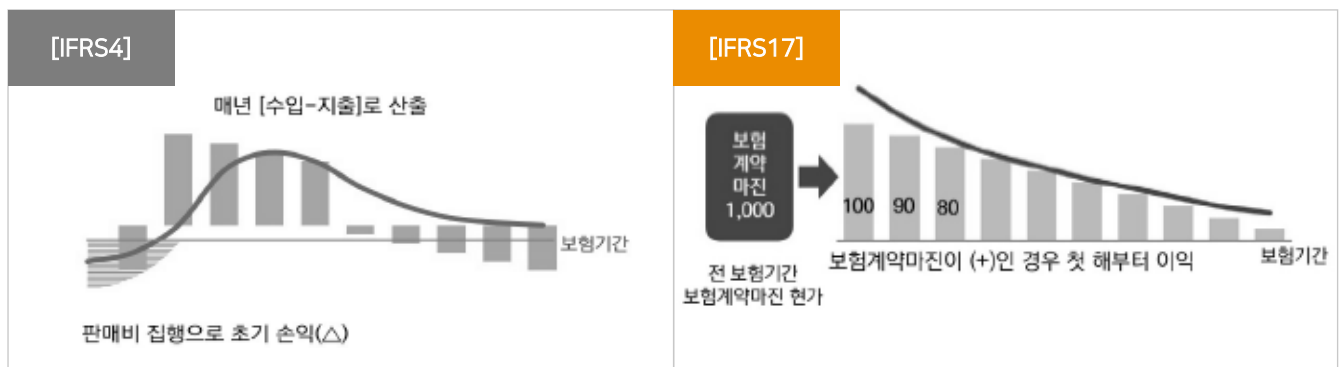 [IFRS4]
매년 [수입-지출]로 산출
보험기간
판매비 집행으로 초기 손익(△)
[IFRS17]
보험
계약
마진
1,000
전 보험기간
보험계약마진 현가
100 90 80
보험계약마진이 (+)인 경우 첫 해부터 이익
보험기간